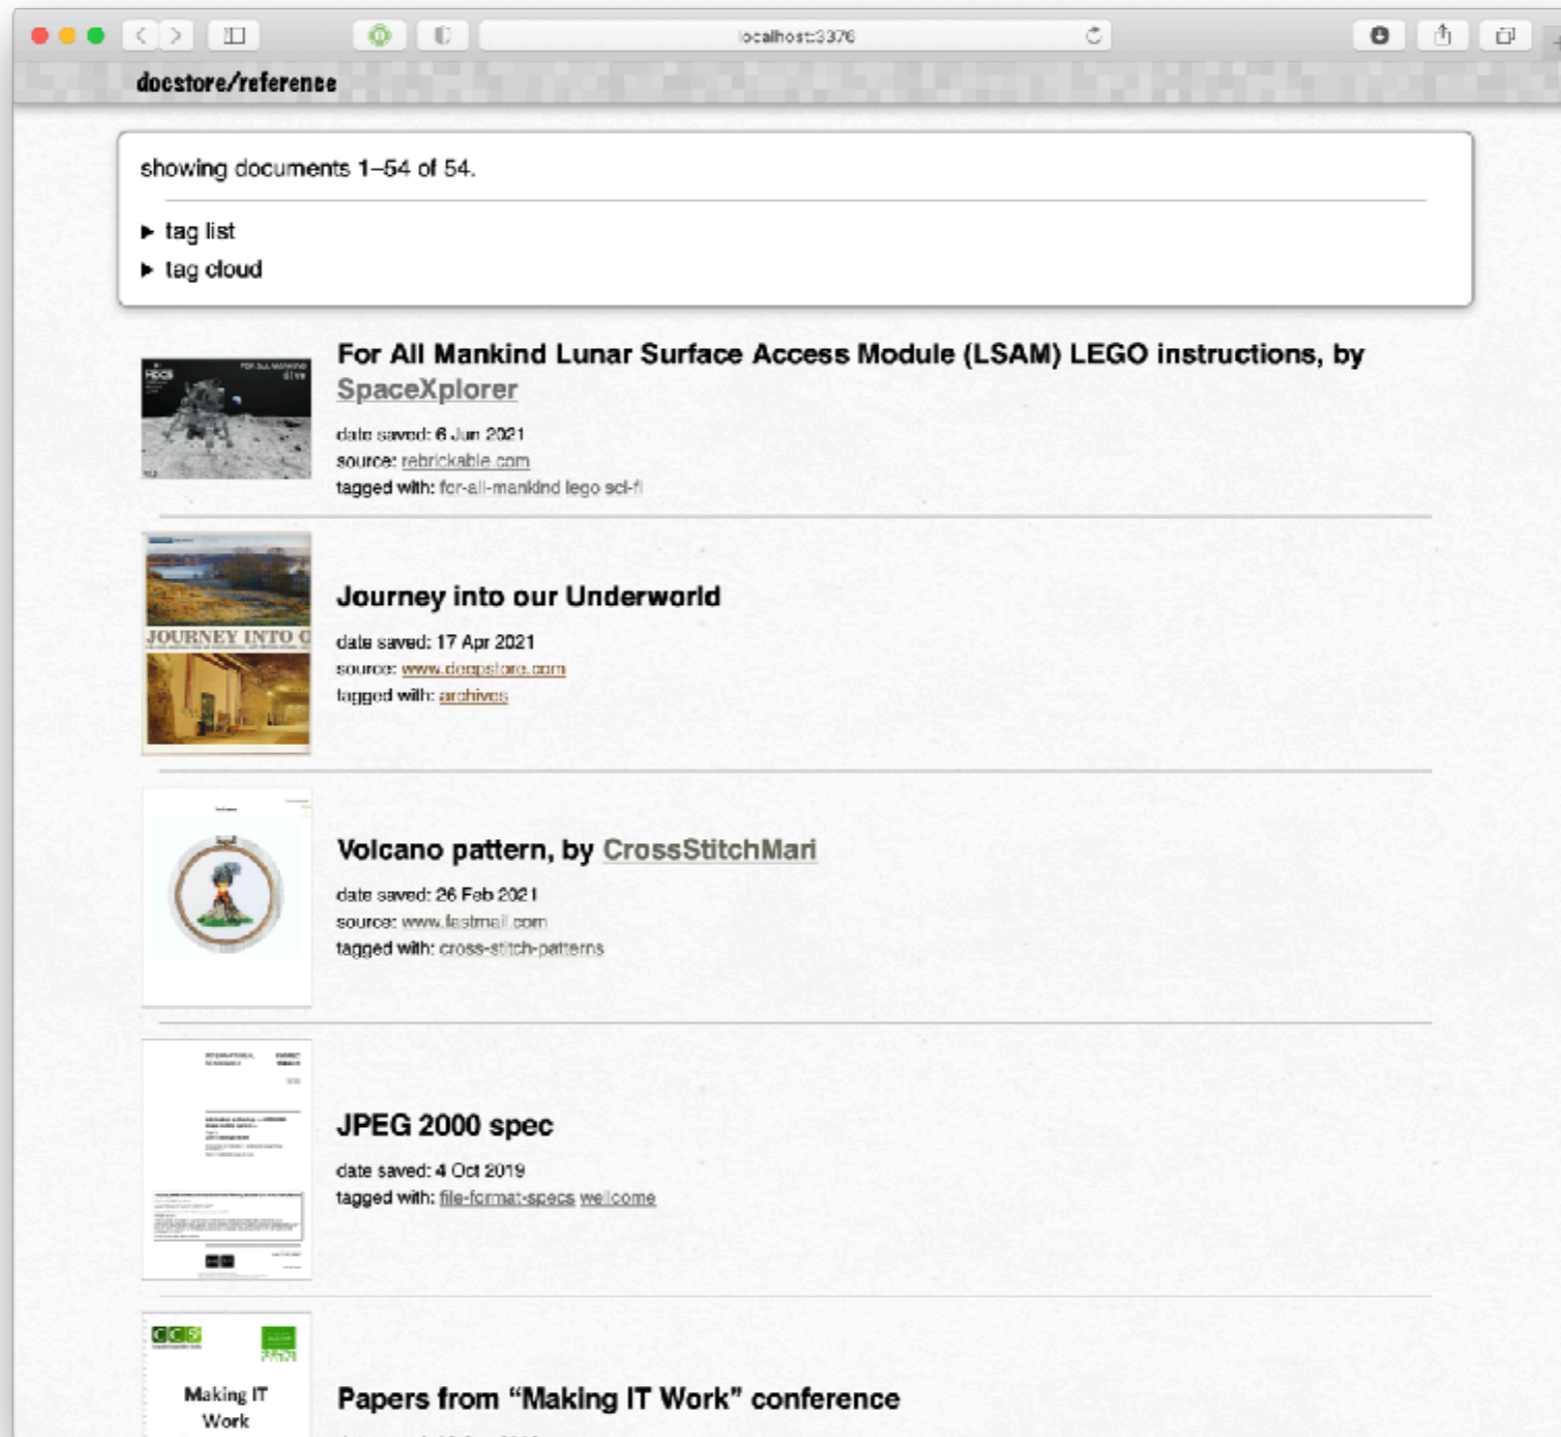 localhost:3376
docstore/reference
showing documents 1–54 of 54.
tag list
tag cloud
For All Mankind Lunar Surface Access Module (LSAM) LEGO instructions, by
SpaceXplorer
date saved: 6 Jun 2021
source: rebrickable.com
tagged with: for-all-mankind lego sci-fi
JOURNEY INTO O
Journey into our Underworld
date saved: 17 Apr 2021
source: www.deepstore.com
tagged with: archives
Volcano pattern, by CrossStitchMari
date saved: 26 Feb 2021
source: www.fastmail.com
tagged with: cross-stitch-patterns
JPEG 2000 spec
date saved: 4 Oct 2019
tagged with: file-format-specs wellcome
CCS
Making IT
Work
Papers from “Making IT Work” conference